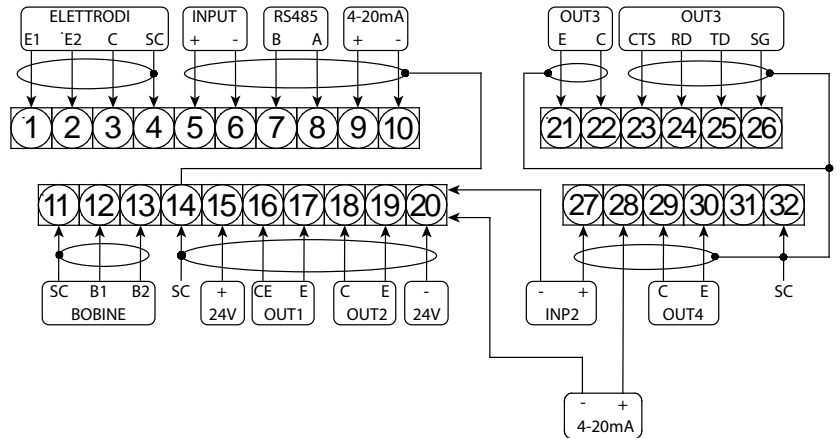 ELETTRODI INPUT RS485 4-20mA OUT3 OUT3
E1 E2 C SC + - B A + - E C CTS RD TD SG
1 2 3 4 5 6 7 8 9 10 21 22 23 24 25 26
11 12 13 14 15 16 17 18 19 20 27 28 29 30 31 32
SC B1 B2 SC + CE E C E - - + C E SC
BOBINE 24V OUT1 OUT2 24V INP2 OUT4
- +
4-20mA